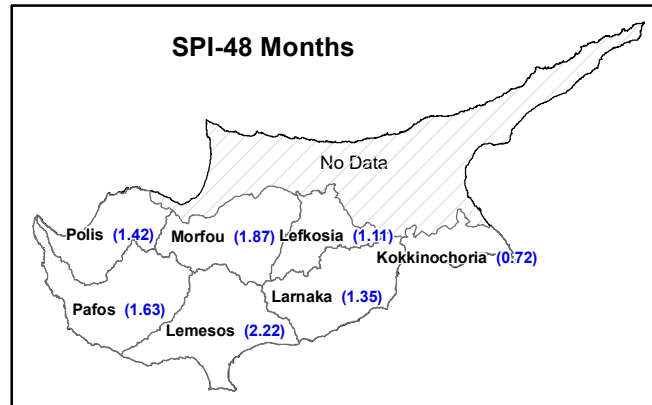 SPI-48 Months
No Data
Polis (1.42)
Morfou (1.87)
Lefkosia (1.11)
Kokkinochoria (0.72)
Pafos (1.63)
Larnaka (1.35)
Lemesos (2.22)